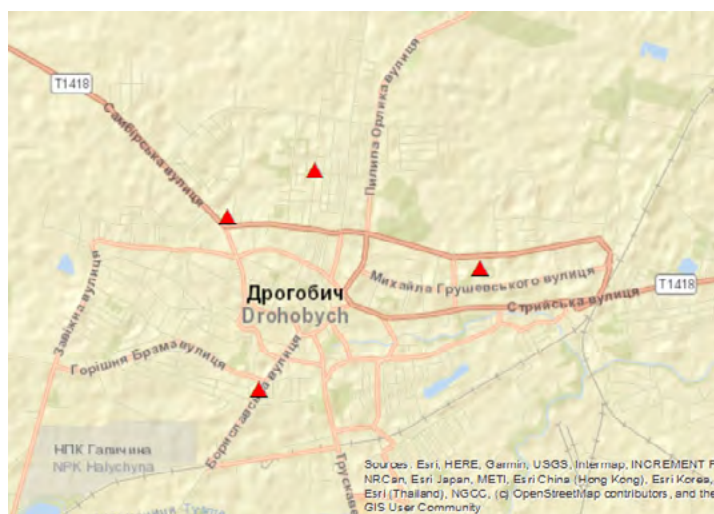 T1418
Самбірська вулиця
Пилипа Орлика вулиця
T1418
Михайла Грушевського вулиця
Стрийська вулиця
Дрогобич
Drohobych
Завіжна вулиця
Горішня Брама вулиця
Бориславська вулиця
НПК Галичина
NPK Halychyna
Трускаве
Sources: Esri, HERE, Garmin, USGS, Intermap, INCREMENT P
NRCan, Esri Japan, METI, Esri China (Hong Kong), Esri Korea,
Esri (Thailand), NGCC, (c) OpenStreetMap contributors, and the
GIS User Community